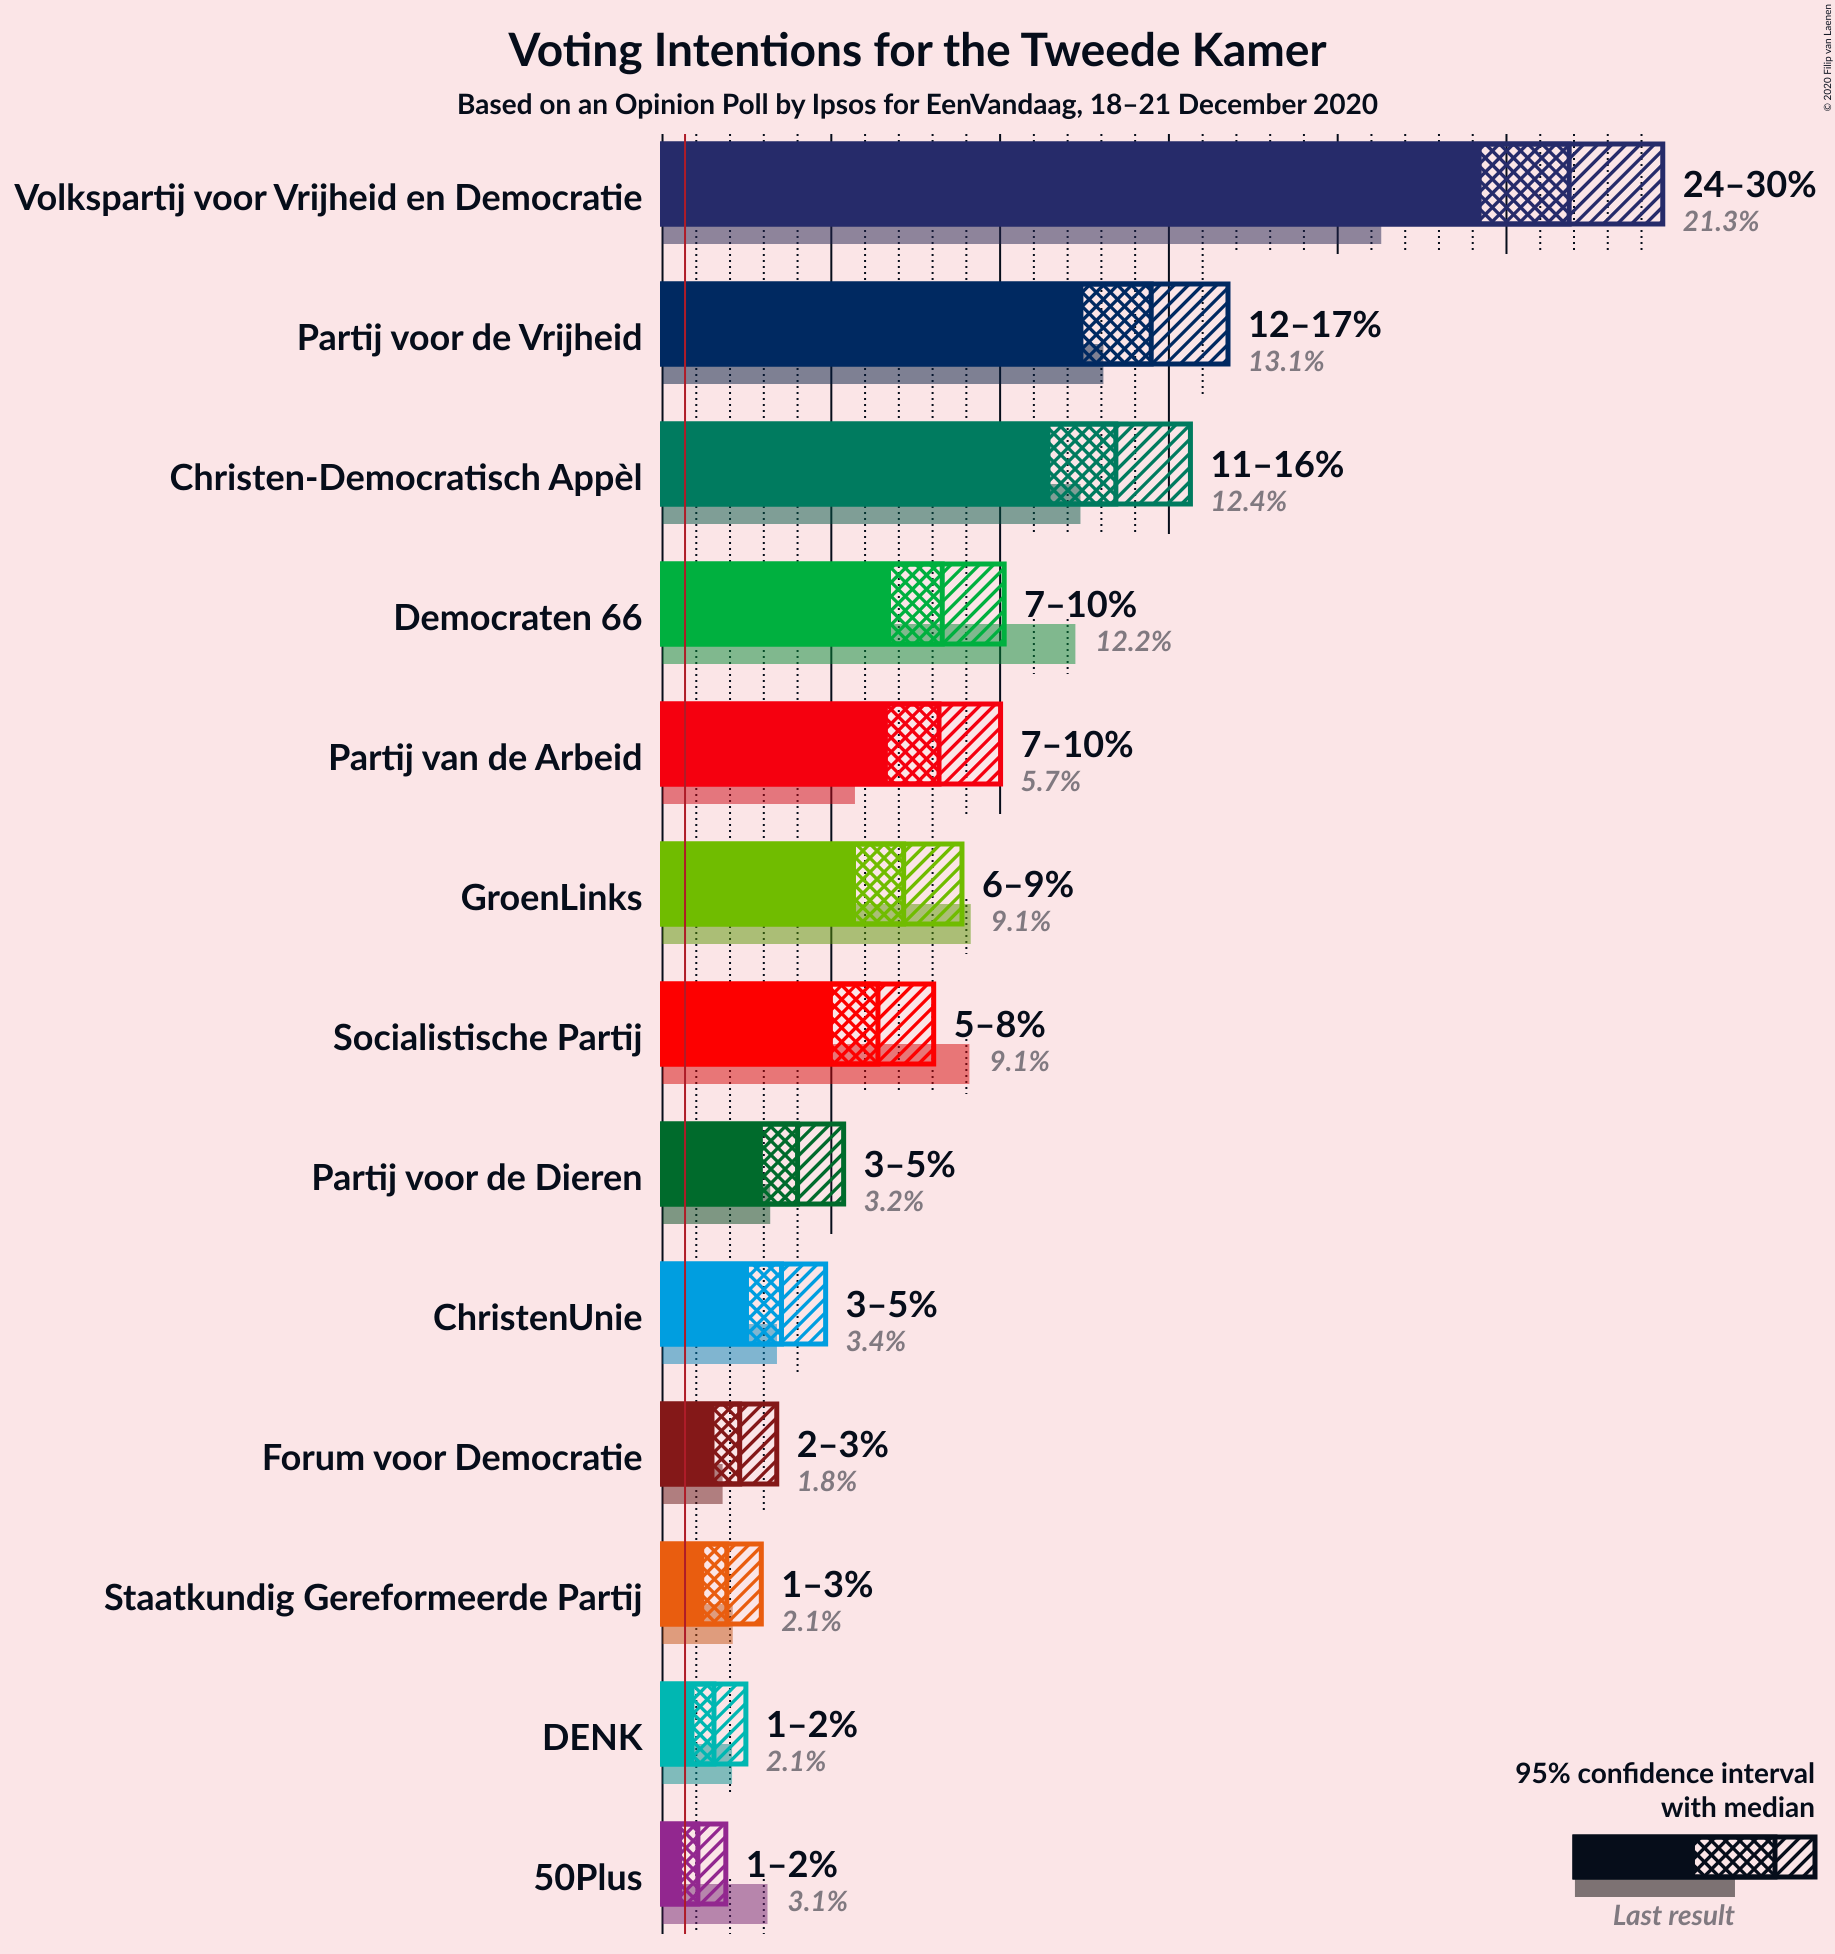 Voting Intentions for the Tweede Kamer
Based on an Opinion Poll by Ipsos for EenVandaag, 18–21 December 2020
© 2020 Filip van Laenen
Volkspartij voor Vrijheid en Democratie
24–30%
21.3%
Partij voor de Vrijheid
12–17%
13.1%
Christen-Democratisch Appèl
11–16%
12.4%
Democraten 66
7–10%
12.2%
Partij van de Arbeid
7–10%
5.7%
GroenLinks
6–9%
9.1%
Socialistische Partij
5–8%
9.1%
Partij voor de Dieren
3–5%
3.2%
ChristenUnie
3–5%
3.4%
Forum voor Democratie
2–3%
1.8%
Staatkundig Gereformeerde Partij
1–3%
2.1%
DENK
1–2%
2.1%
50Plus
1–2%
3.1%
95% confidence interval
with median
Last result